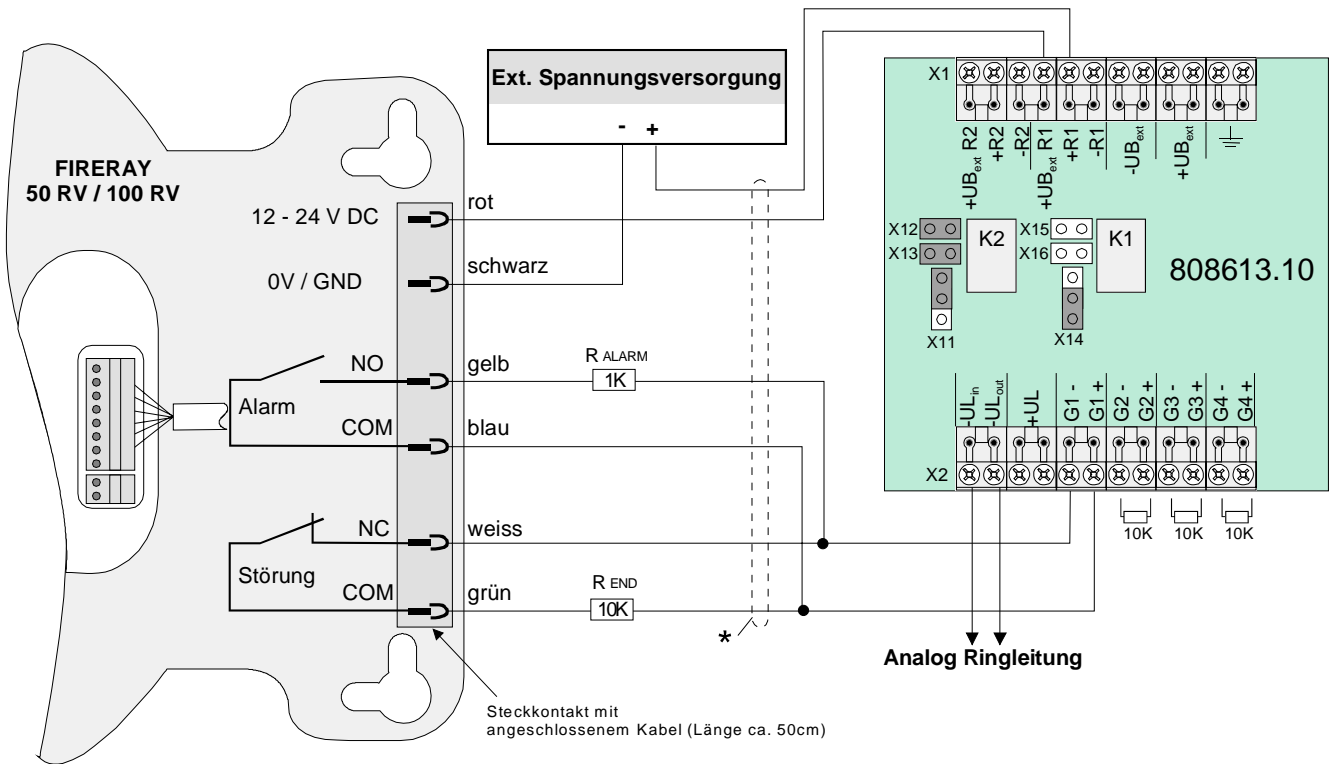 FIRERAY
50 RV / 100 RV
Ext. Spannungsversorgung
- +
12 - 24 V DC
rot
0V / GND
schwarz
NO
gelb
Alarm
COM
blau
NC
weiss
Störung
COM
grün
R ALARM
1K
R END
10K
*
Steckkontakt mit
angeschlossenem Kabel (Länge ca. 50cm)
X1
+UBext R2
+R2
-R2
+UBext R1
+R1
-R1
-UBext
+UBext
X12
X13
K2
X11
X15
X16
K1
X14
808613.10
-ULin
-ULout
+UL
G1 -
G1 +
G2 -
G2 +
G3 -
G3 +
G4 -
G4 +
X2
10K
10K
10K
Analog Ringleitung